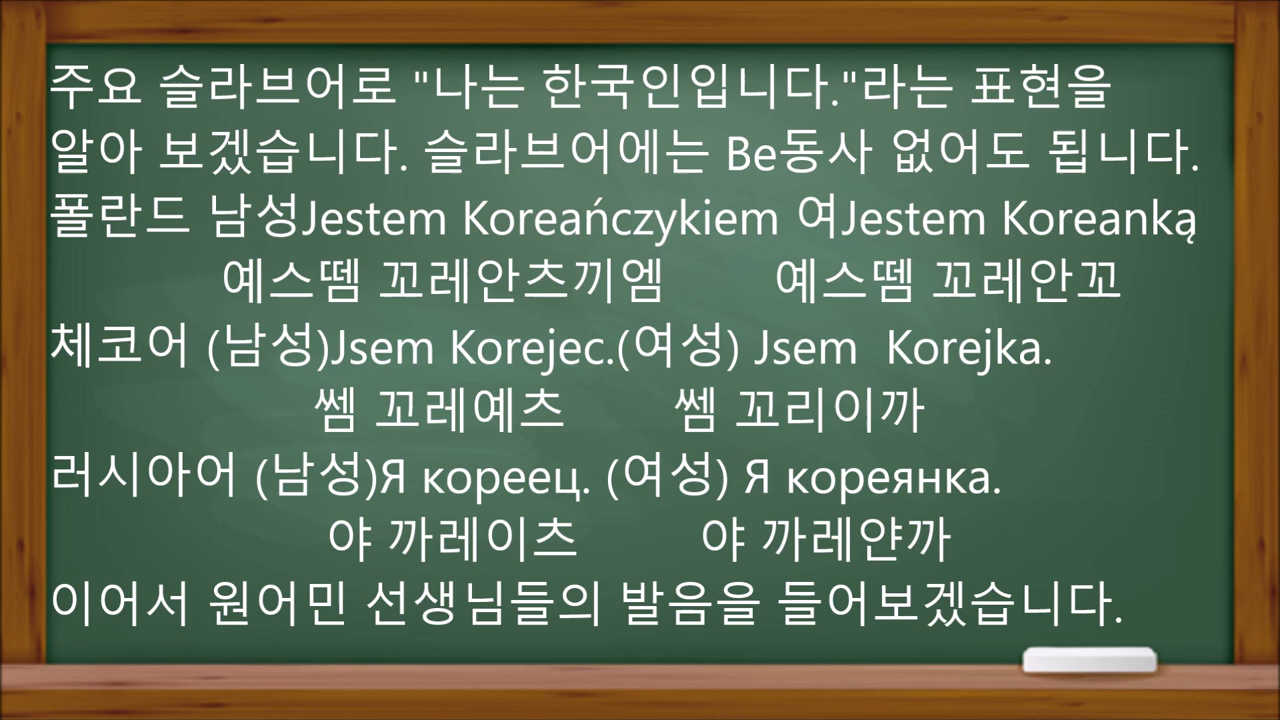 주요 슬라브어로 "나는 한국인입니다."라는 표현을
알아 보겠습니다. 슬라브어에는 Be동사 없어도 됩니다.
폴란드 남성Jestem Koreańczykiem 여Jestem Koreanką
예스뗌 꼬레안츠끼엠 예스뗌 꼬레안꼬
체코어 (남성)Jsem Korejec.(여성) Jsem Korejka.
쎔 꼬레예츠 쎔 꼬리이까
러시아어 (남성)Я кореец. (여성) Я кореянка.
야 까레이츠 야 까레얀까
이어서 원어민 선생님들의 발음을 들어보겠습니다.